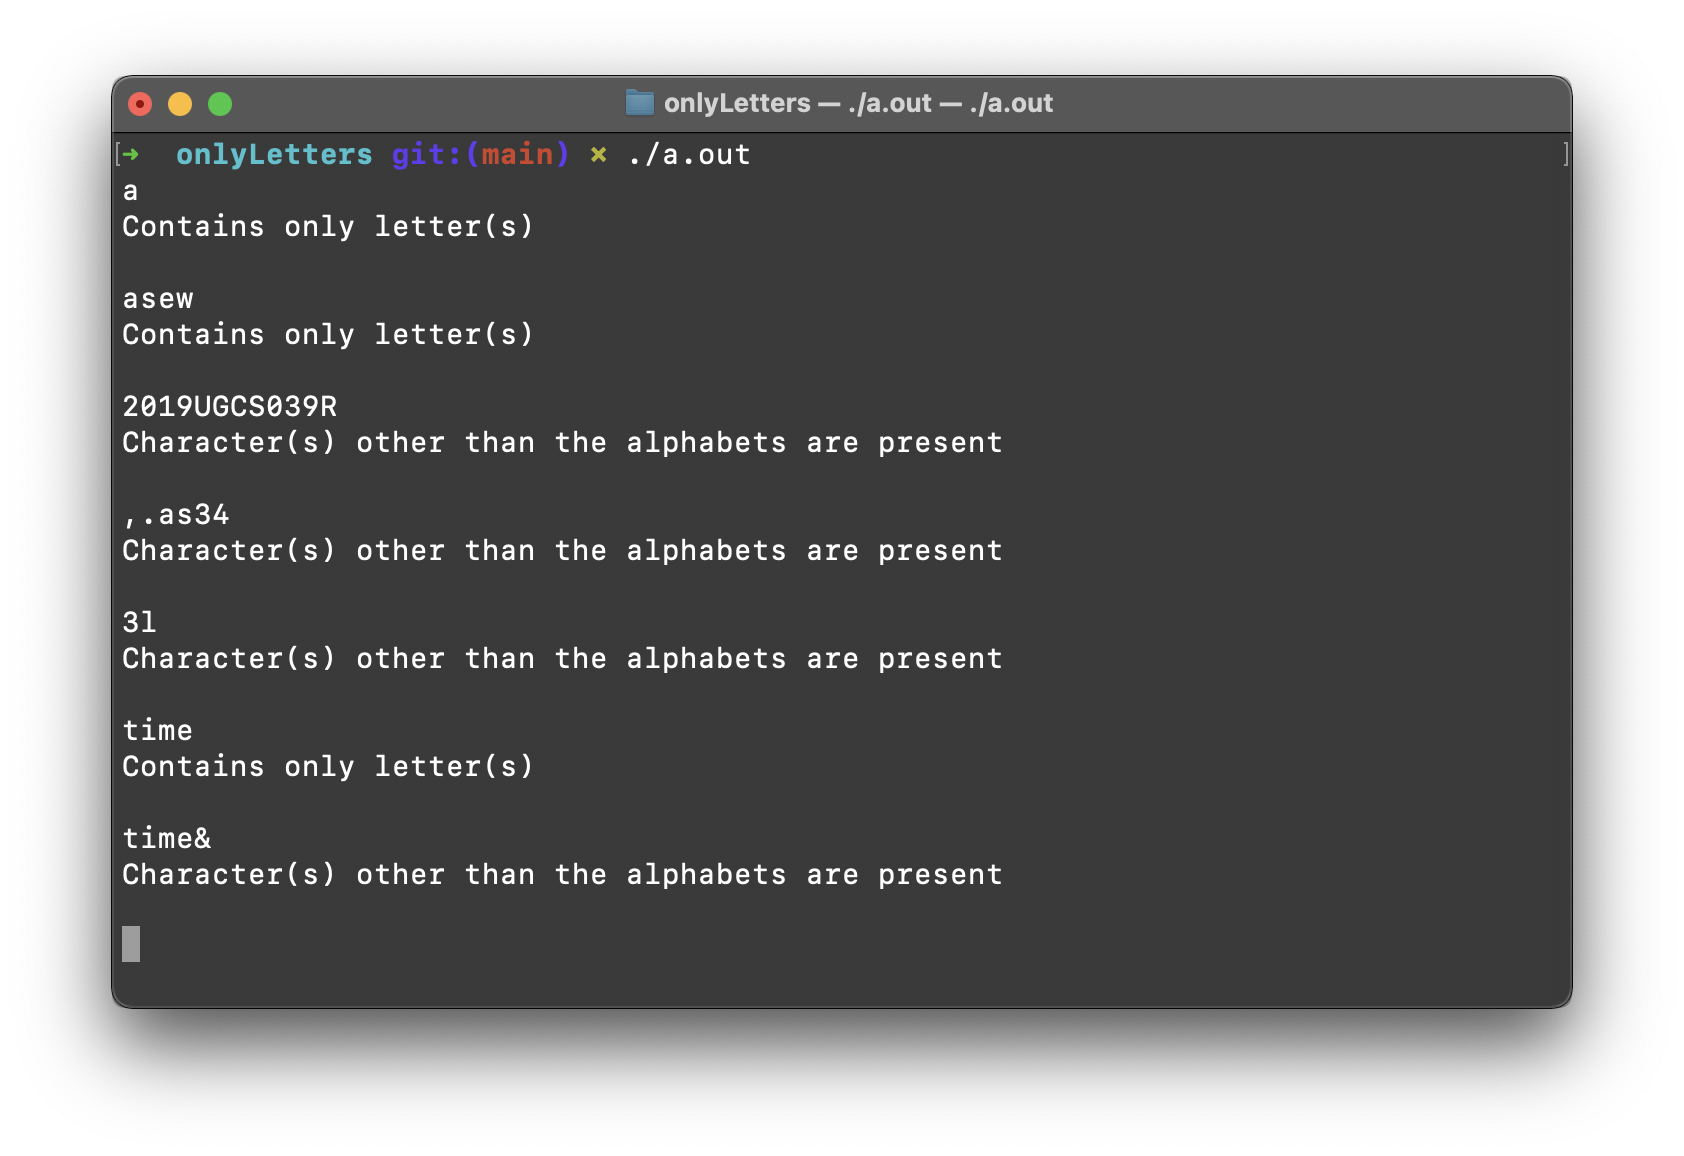 onlyLetters — ./a.out — ./a.out
[➜ onlyLetters git:(main) ✗ ./a.out ]
a
Contains only letter(s)
asew
Contains only letter(s)
2019UGCS039R
Character(s) other than the alphabets are present
,.as34
Character(s) other than the alphabets are present
3l
Character(s) other than the alphabets are present
time
Contains only letter(s)
time&
Character(s) other than the alphabets are present